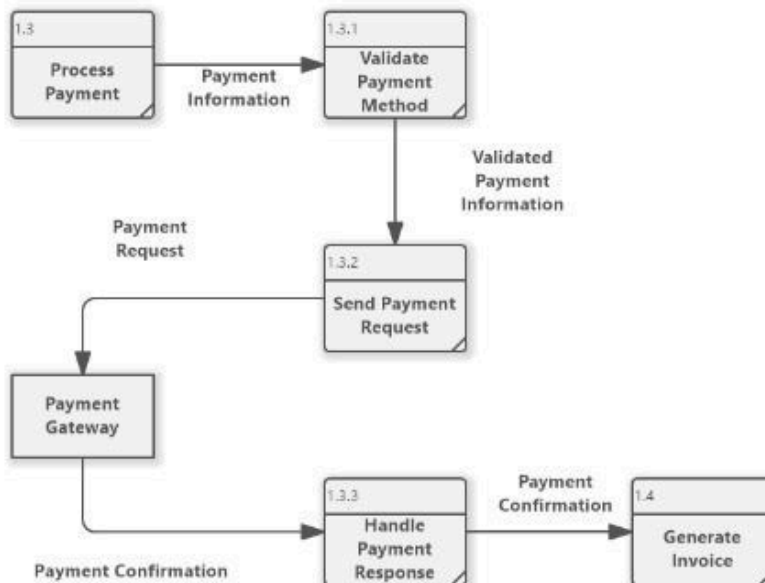 1.3
Process
Payment
Payment
Information
1.3.1
Validate
Payment
Method
Validated
Payment
Information
Payment
Request
1.3.2
Send Payment
Request
Payment
Gateway
Payment Confirmation
1.3.3
Handle
Payment
Response
Payment
Confirmation
1.4
Generate
Invoice